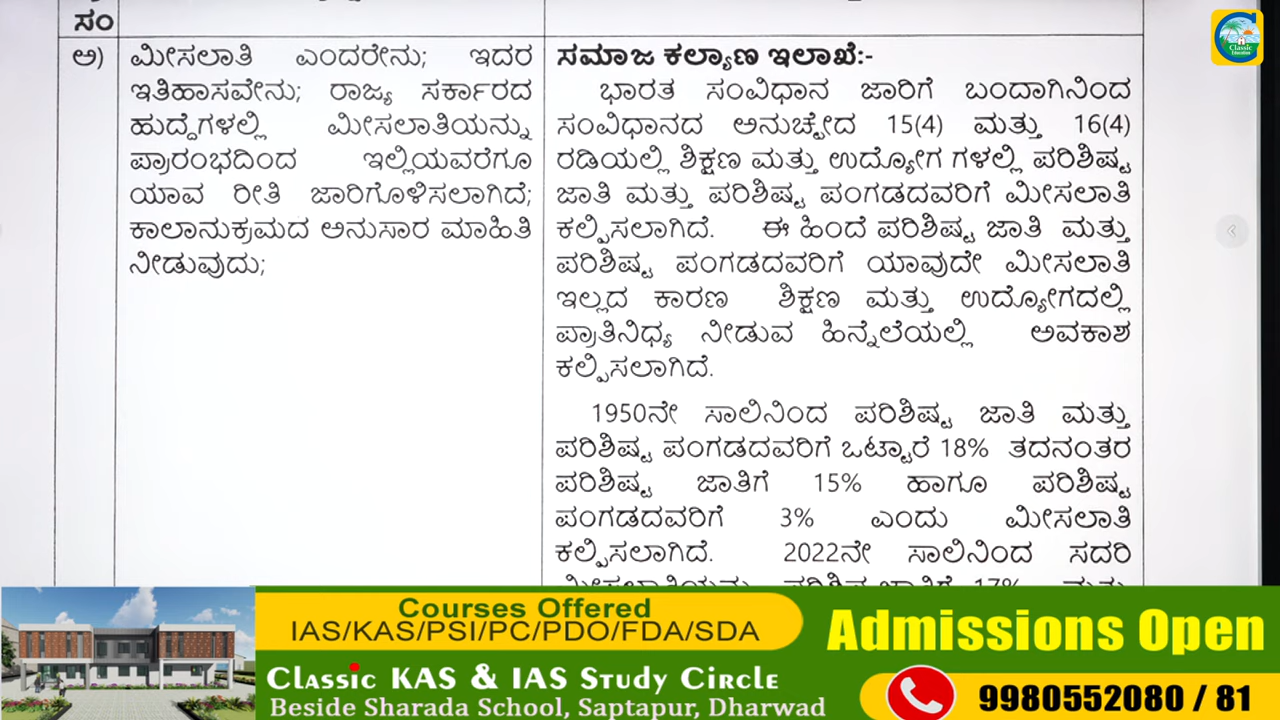 ಸಂ
ಅ)
ಮೀಸಲಾತಿ ಎಂದರೇನು; ಇದರ
ಇತಿಹಾಸವೇನು; ರಾಜ್ಯ ಸರ್ಕಾರದ
ಹುದ್ದೆಗಳಲ್ಲಿ ಮೀಸಲಾತಿಯನ್ನು
ಪ್ರಾರಂಭದಿಂದ ಇಲ್ಲಿಯವರೆಗೂ
ಯಾವ ರೀತಿ ಜಾರಿಗೊಳಿಸಲಾಗಿದೆ;
ಕಾಲಾನುಕ್ರಮದ ಅನುಸಾರ ಮಾಹಿತಿ
ನೀಡುವುದು;
ಸಮಾಜ ಕಲ್ಯಾಣ ಇಲಾಖೆ:-
ಭಾರತ ಸಂವಿಧಾನ ಜಾರಿಗೆ ಬಂದಾಗಿನಿಂದ
ಸಂವಿಧಾನದ ಅನುಚ್ಛೇದ 15(4) ಮತ್ತು 16(4)
ರಡಿಯಲ್ಲಿ ಶಿಕ್ಷಣ ಮತ್ತು ಉದ್ಯೋಗ ಗಳಲ್ಲಿ ಪರಿಶಿಷ್ಟ
ಜಾತಿ ಮತ್ತು ಪರಿಶಿಷ್ಟ ಪಂಗಡದವರಿಗೆ ಮೀಸಲಾತಿ
ಕಲ್ಪಿಸಲಾಗಿದೆ. ಈ ಹಿಂದೆ ಪರಿಶಿಷ್ಟ ಜಾತಿ ಮತ್ತು
ಪರಿಶಿಷ್ಟ ಪಂಗಡದವರಿಗೆ ಯಾವುದೇ ಮೀಸಲಾತಿ
ಇಲ್ಲದ ಕಾರಣ ಶಿಕ್ಷಣ ಮತ್ತು ಉದ್ಯೋಗದಲ್ಲಿ
ಪ್ರಾತಿನಿಧ್ಯ ನೀಡುವ ಹಿನ್ನೆಲೆಯಲ್ಲಿ ಅವಕಾಶ
ಕಲ್ಪಿಸಲಾಗಿದೆ.
1950ನೇ ಸಾಲಿನಿಂದ ಪರಿಶಿಷ್ಟ ಜಾತಿ ಮತ್ತು
ಪರಿಶಿಷ್ಟ ಪಂಗಡದವರಿಗೆ ಒಟ್ಟಾರೆ 18% ತದನಂತರ
ಪರಿಶಿಷ್ಟ ಜಾತಿಗೆ 15% ಹಾಗೂ ಪರಿಶಿಷ್ಟ
ಪಂಗಡದವರಿಗೆ 3% ಎಂದು ಮೀಸಲಾತಿ
ಕಲ್ಪಿಸಲಾಗಿದೆ. 2022ನೇ ಸಾಲಿನಿಂದ ಸದರಿ
Classic
Education
Courses Offered
IAS/KAS/PSI/PC/PDO/FDA/SDA
Classic KAS & IAS Study Circle
Beside Sharada School, Saptapur, Dharwad
Admissions Open
9980552080 / 81